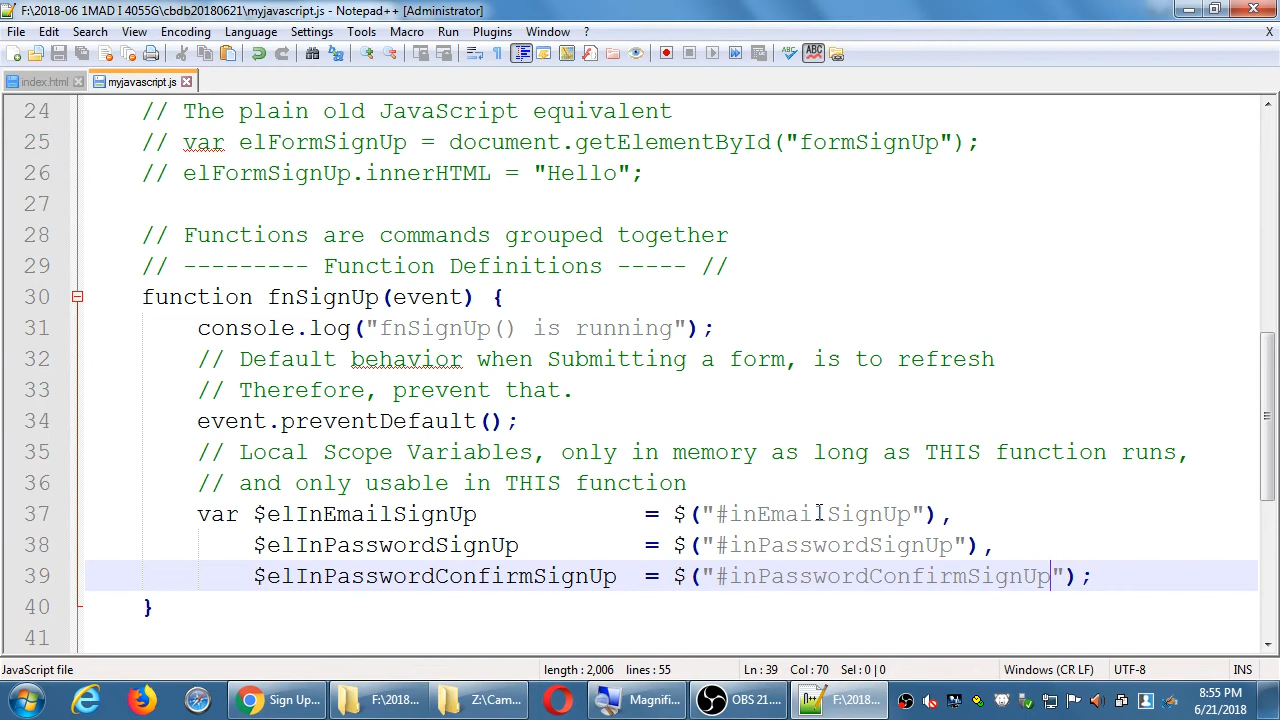 F:\2018-06 1MAD I 4055G\cbdb20180621\myjavascript.js - Notepad++ [Administrator]
File Edit Search View Encoding Language Settings Tools Macro Run Plugins Window ? X
index.html myjavascript.js
24 // The plain old JavaScript equivalent
25 // var elFormSignUp = document.getElementById("formSignUp");
26 // elFormSignUp.innerHTML = "Hello";
27
28 // Functions are commands grouped together
29 // --------- Function Definitions ----- //
30 function fnSignUp(event) {
31 console.log("fnSignUp() is running");
32 // Default behavior when Submitting a form, is to refresh
33 // Therefore, prevent that.
34 event.preventDefault();
35 // Local Scope Variables, only in memory as long as THIS function runs,
36 // and only usable in THIS function
37 var $elInEmailSignUp = $("#inEmailSignUp"),
38 $elInPasswordSignUp = $("#inPasswordSignUp"),
39 $elInPasswordConfirmSignUp = $("#inPasswordConfirmSignUp");
40 }
41
JavaScript file length : 2,006 lines : 55 Ln : 39 Col : 70 Sel : 0 | 0 Windows (CR LF) UTF-8 INS
Sign Up... F:\2018... Z:\Cam... Magnifi... OBS 21.... F:\2018... 8:55 PM
6/21/2018